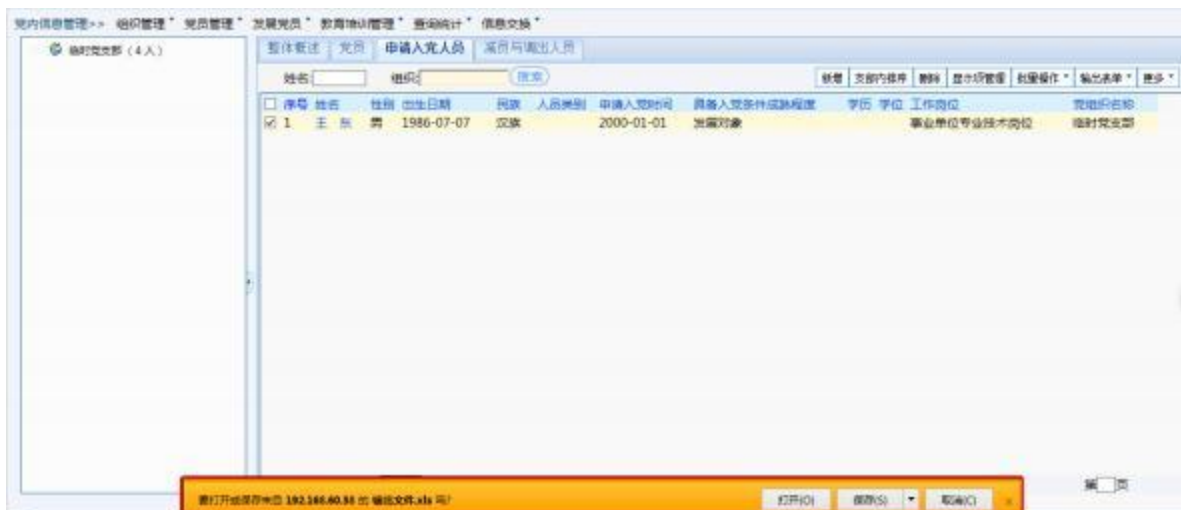 党内信息管理>> 组织管理 党员管理 发展党员 教育培训管理 查询统计 信息交换
临时党支部（4人）
整体概述 党员 申请入党人员 减员与调出人员
姓名: 组织: 搜索 新增 支部内排序 删除 显示项管理 批量操作 输出表单 更多
序号 姓名 性别 出生日期 民族 人员类别 申请入党时间 具备入党条件成熟程度 学历 学位 工作岗位 党组织名称
1 王 男 1986-07-07 汉族 2000-01-01 发展对象 事业单位专业技术岗位 临时党支部
第 页
要打开或保存来自 192.168.60.88 的 输出文件.xls 吗? 打开(O) 保存(S) 取消(C) ×